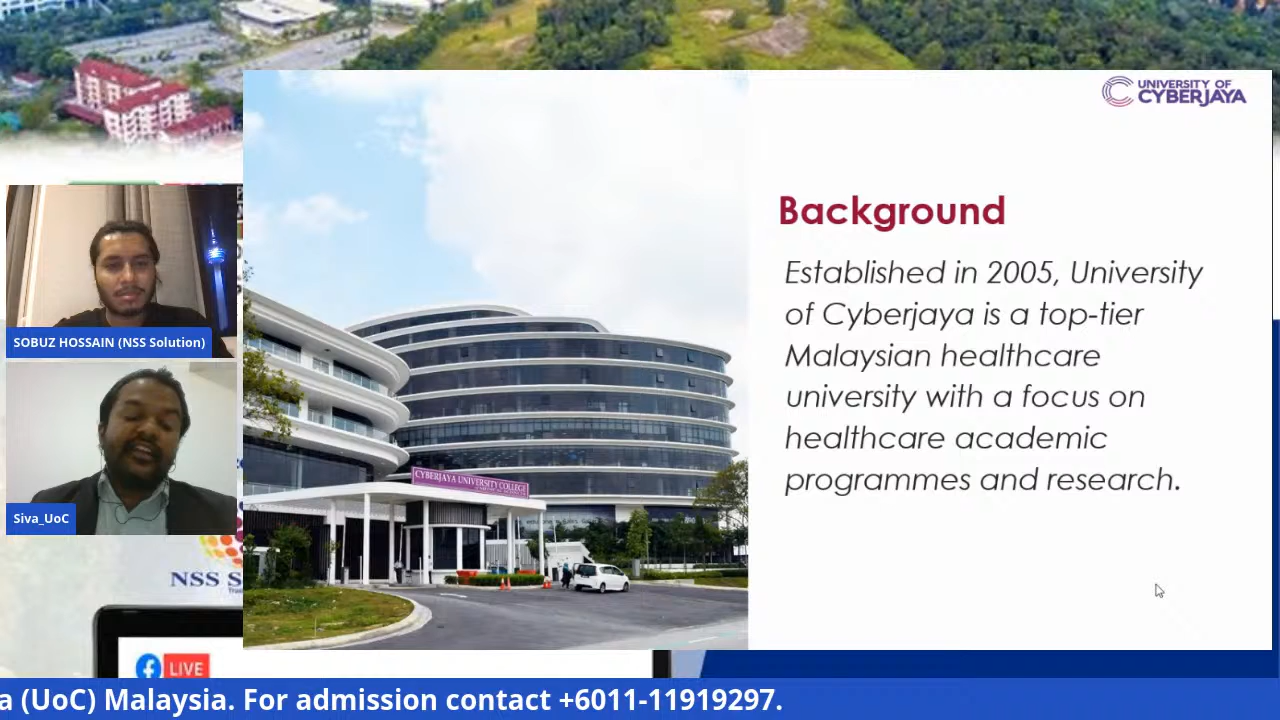 UNIVERSITY OF
CYBERJAYA
Background
Established in 2005, University
of Cyberjaya is a top-tier
Malaysian healthcare
university with a focus on
healthcare academic
programmes and research.
CYBERJAYA UNIVERSITY COLLEGE
SOBUZ HOSSAIN (NSS Solution)
Siva_UoC
NSS S
LIVE
a (UoC) Malaysia. For admission contact +6011-11919297.